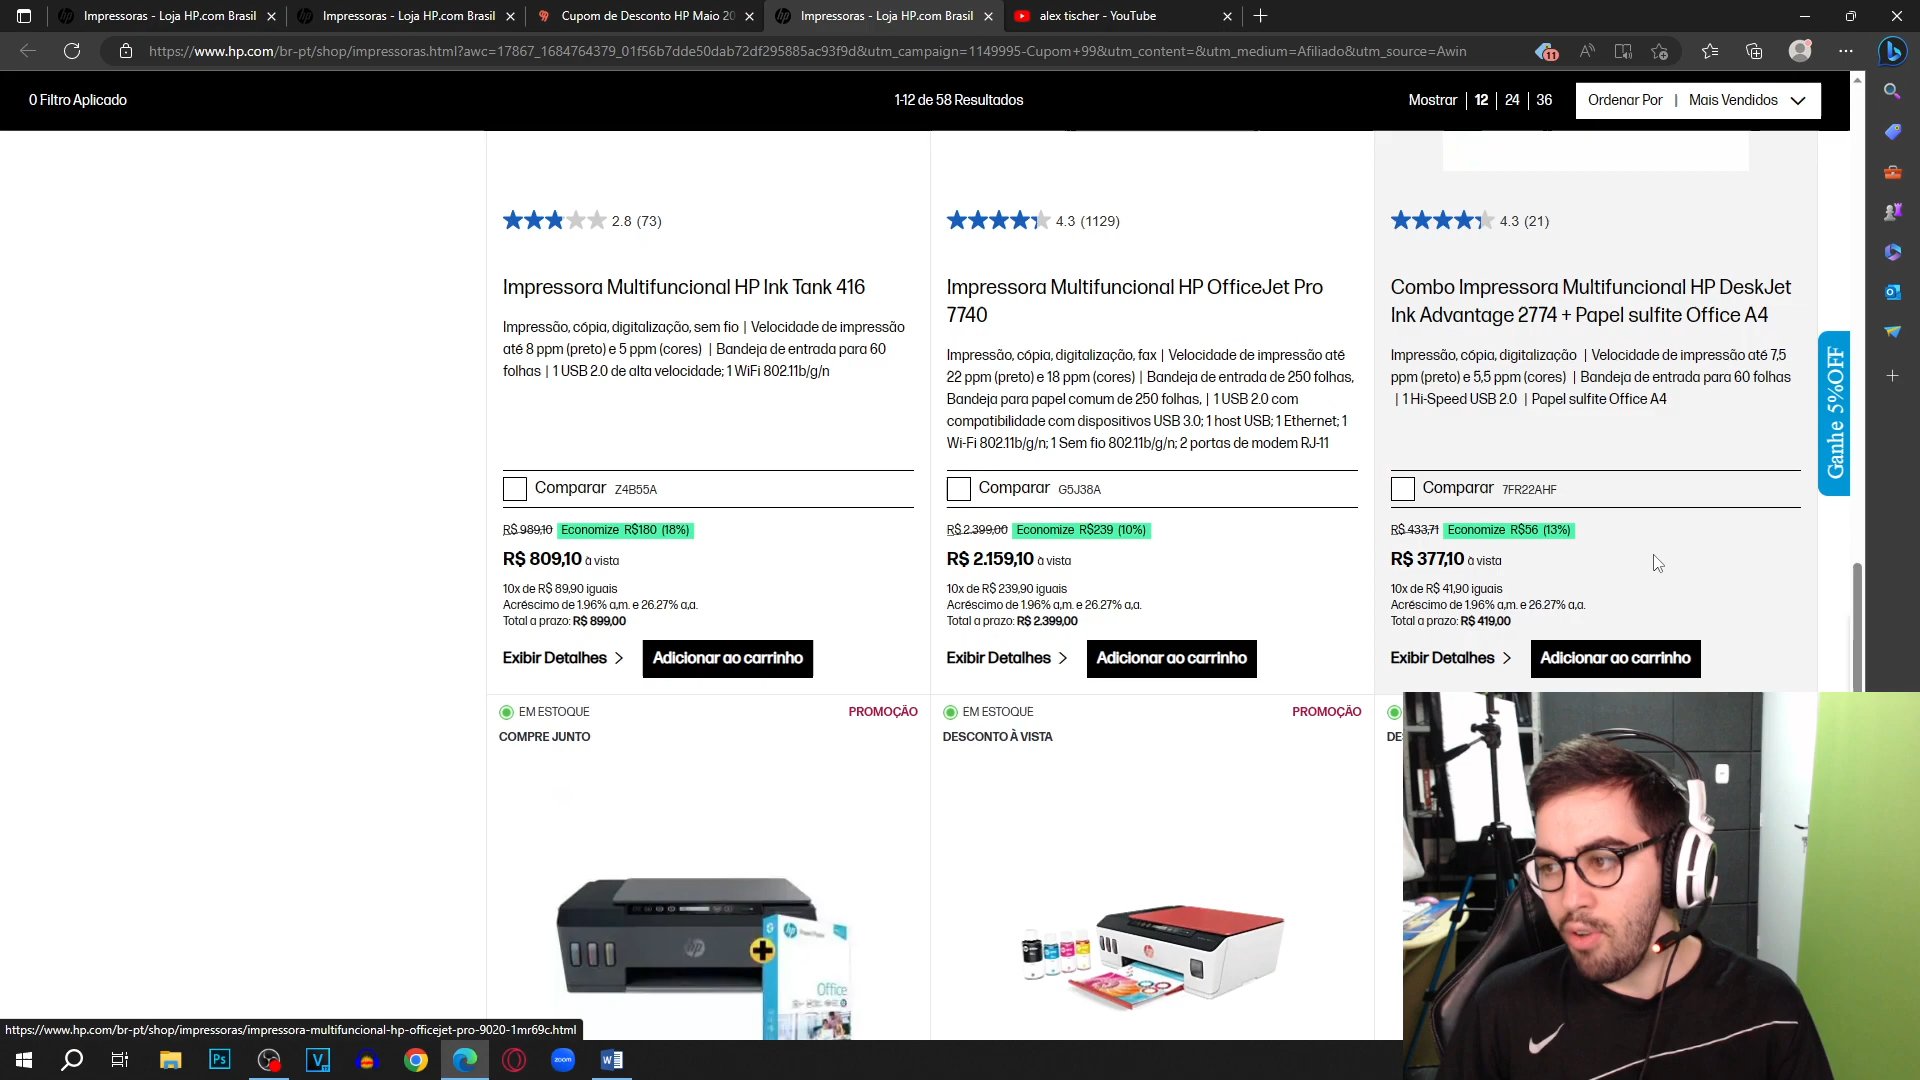 Impressoras - Loja HP.com Brasil
Impressoras - Loja HP.com Brasil
Cupom de Desconto HP Maio 20
Impressoras - Loja HP.com Brasil
alex tischer - YouTube
https://www.hp.com/br-pt/shop/impressoras.html?awc=17867_1684764379_01f56b7dde50dab72df295885ac93f9d&utm_campaign=1149995-Cupom+99&utm_content=&utm_medium=Afiliado&utm_source=Awin
11
0 Filtro Aplicado
1-12 de 58 Resultados
Mostrar | 12 | 24 | 36
Ordenar Por | Mais Vendidos
2.8 (73)
4.3 (1129)
4.3 (21)
Impressora Multifuncional HP Ink Tank 416
Impressão, cópia, digitalização, sem fio | Velocidade de impressão
até 8 ppm (preto) e 5 ppm (cores) | Bandeja de entrada para 60
folhas | 1 USB 2.0 de alta velocidade; 1 WiFi 802.11b/g/n
Impressora Multifuncional HP OfficeJet Pro
7740
Impressão, cópia, digitalização, fax | Velocidade de impressão até
22 ppm (preto) e 18 ppm (cores) | Bandeja de entrada de 250 folhas,
Bandeja para papel comum de 250 folhas, | 1 USB 2.0 com
compatibilidade com dispositivos USB 3.0; 1 host USB; 1 Ethernet; 1
Wi-Fi 802.11b/g/n; 1 Sem fio 802.11b/g/n; 2 portas de modem RJ-11
Combo Impressora Multifuncional HP DeskJet
Ink Advantage 2774 + Papel sulfite Office A4
Impressão, cópia, digitalização | Velocidade de impressão até 7,5
ppm (preto) e 5,5 ppm (cores) | Bandeja de entrada para 60 folhas
| 1 Hi-Speed USB 2.0 | Papel sulfite Office A4
Ganhe 5%OFF
Comparar Z4B55A
Comparar G5J38A
Comparar 7FR22AHF
R$ 989,10 Economize R$180 (18%)
R$ 809,10 à vista
10x de R$ 89,90 iguais
Acréscimo de 1.96% a.m. e 26.27% a.a.
Total a prazo: R$ 899,00
Exibir Detalhes
Adicionar ao carrinho
R$ 2.399,00 Economize R$239 (10%)
R$ 2.159,10 à vista
10x de R$ 239,90 iguais
Acréscimo de 1.96% a.m. e 26.27% a.a.
Total a prazo: R$ 2.399,00
Exibir Detalhes
Adicionar ao carrinho
R$ 433,71 Economize R$56 (13%)
R$ 377,10 à vista
10x de R$ 41,90 iguais
Acréscimo de 1.96% a.m. e 26.27% a.a.
Total a prazo: R$ 419,00
Exibir Detalhes
Adicionar ao carrinho
EM ESTOQUE
PROMOÇÃO
COMPRE JUNTO
EM ESTOQUE
PROMOÇÃO
DESCONTO À VISTA
DE
hp
hp
Office
https://www.hp.com/br-pt/shop/impressoras/impressora-multifuncional-hp-officejet-pro-9020-1mr69c.html
Ps
V
zoom
W